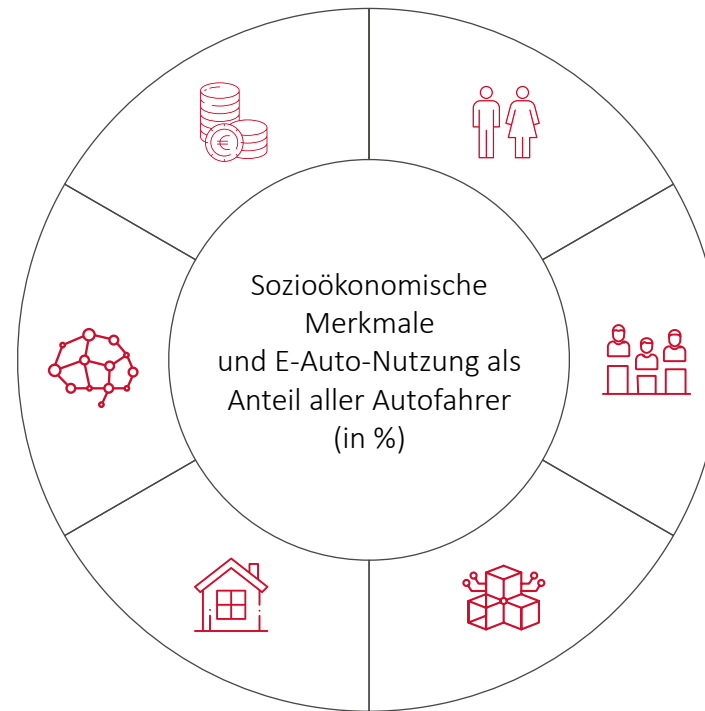 Sozioökonomische
Merkmale
und E-Auto-Nutzung als
Anteil aller Autofahrer
(in %)
€